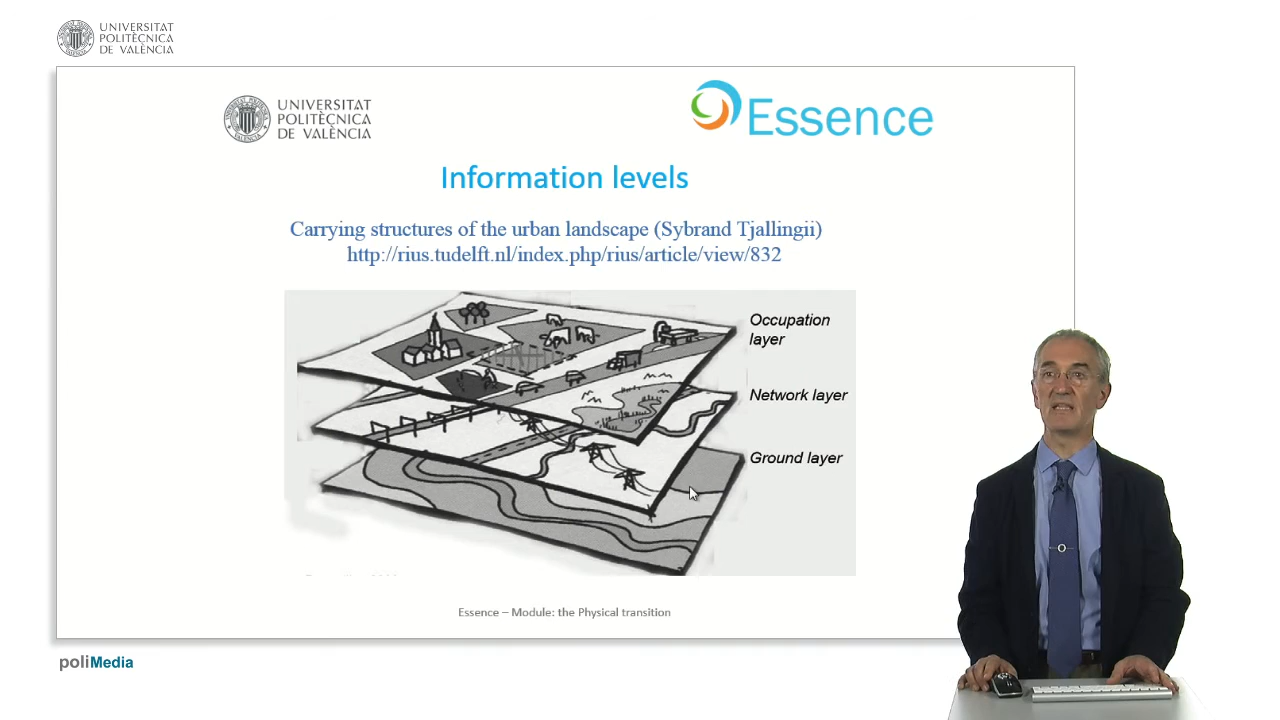 UNIVERSITAT
POLITÈCNICA
DE VALÈNCIA
UNIVERSITAT
POLITÈCNICA
DE VALÈNCIA
Essence
Information levels
Carrying structures of the urban landscape (Sybrand Tjallingii)
http://rius.tudelft.nl/index.php/rius/article/view/832
Occupation
layer
Network layer
Ground layer
Essence – Module: the Physical transition
poliMedia